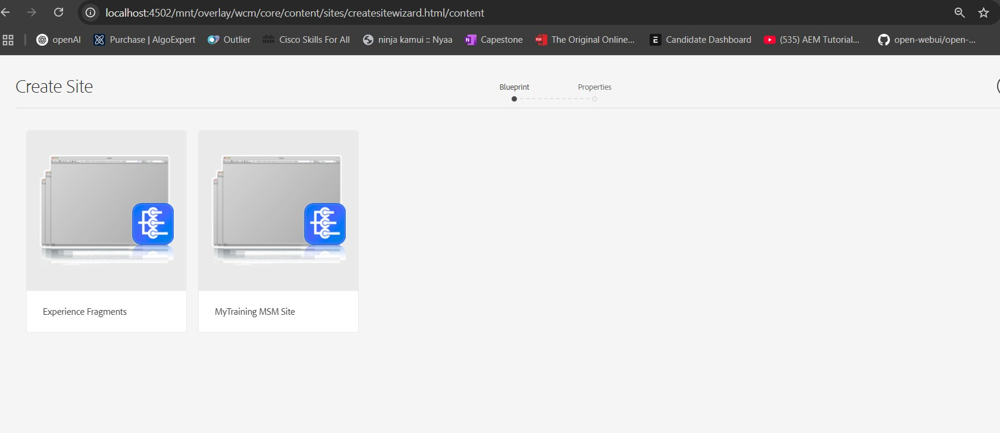 localhost:4502/mnt/overlay/wcm/core/content/sites/createsitewizard.html/content
openAI Purchase | AlgoExpert Outlier Cisco Skills For All ninja kamui :: Nyaa Capestone The Original Online... Candidate Dashboard (535) AEM Tutorial... open-webui/open-...
Create Site
Blueprint Properties
Experience Fragments MyTraining MSM Site